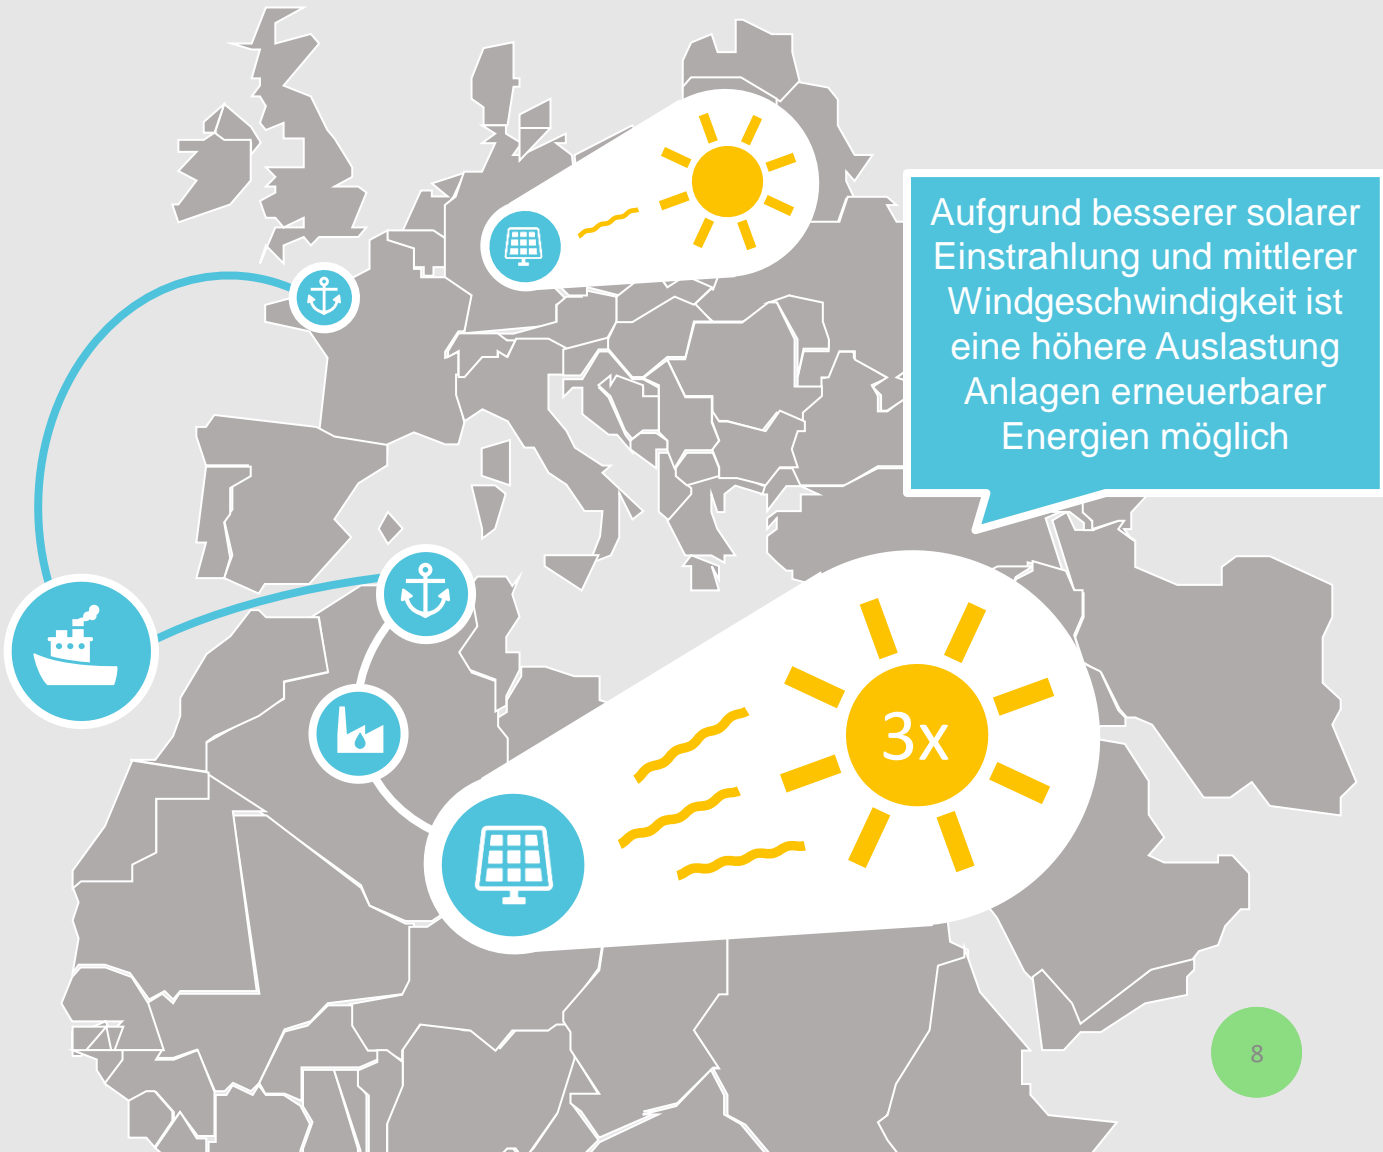 Aufgrund besserer solarer
Einstrahlung und mittlerer
Windgeschwindigkeit ist
eine höhere Auslastung
Anlagen erneuerbarer
Energien möglich
3x
8